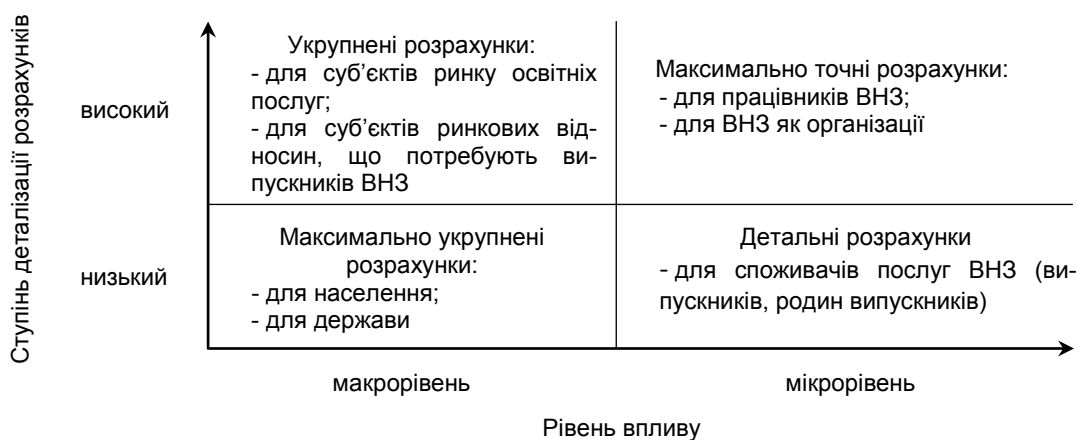 Ступінь деталізації розрахунків
високий
Укрупнені розрахунки:
- для суб’єктів ринку освітніх
послуг;
- для суб’єктів ринкових від-
носин, що потребують ви-
пускників ВНЗ
Максимально точні розрахунки:
- для працівників ВНЗ;
- для ВНЗ як організації
низький
Максимально укрупнені
розрахунки:
- для населення;
- для держави
Детальні розрахунки
- для споживачів послуг ВНЗ (ви-
пускників, родин випускників)
макрорівень
мікрорівень
Рівень впливу